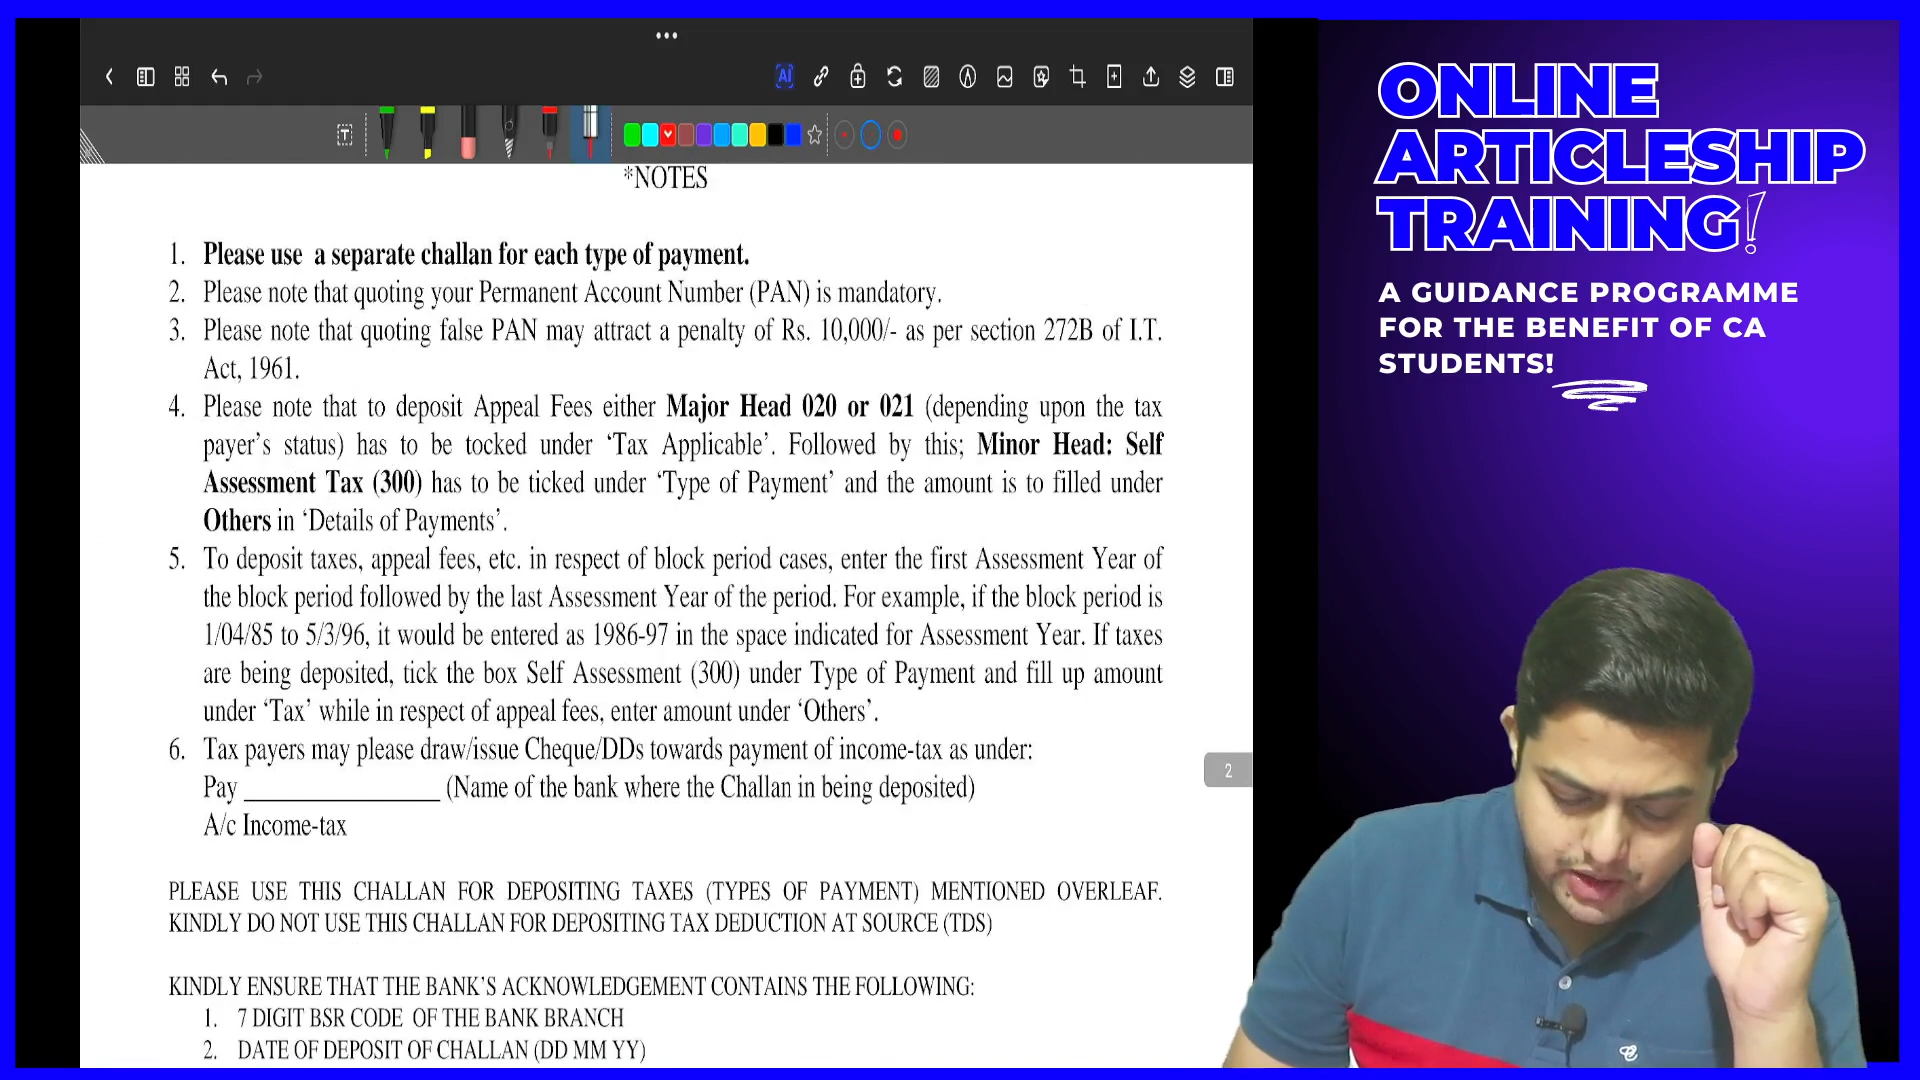 *NOTES
1. Please use a separate challan for each type of payment.
2. Please note that quoting your Permanent Account Number (PAN) is mandatory.
3. Please note that quoting false PAN may attract a penalty of Rs. 10,000/- as per section 272B of I.T.
Act, 1961.
4. Please note that to deposit Appeal Fees either Major Head 020 or 021 (depending upon the tax
payer's status) has to be tocked under 'Tax Applicable'. Followed by this; Minor Head: Self
Assessment Tax (300) has to be ticked under 'Type of Payment' and the amount is to filled under
Others in 'Details of Payments'.
5. To deposit taxes, appeal fees, etc. in respect of block period cases, enter the first Assessment Year of
the block period followed by the last Assessment Year of the period. For example, if the block period is
1/04/85 to 5/3/96, it would be entered as 1986-97 in the space indicated for Assessment Year. If taxes
are being deposited, tick the box Self Assessment (300) under Type of Payment and fill up amount
under 'Tax' while in respect of appeal fees, enter amount under 'Others'.
6. Tax payers may please draw/issue Cheque/DDs towards payment of income-tax as under:
Pay ________________ (Name of the bank where the Challan in being deposited)
A/c Income-tax
PLEASE USE THIS CHALLAN FOR DEPOSITING TAXES (TYPES OF PAYMENT) MENTIONED OVERLEAF.
KINDLY DO NOT USE THIS CHALLAN FOR DEPOSITING TAX DEDUCTION AT SOURCE (TDS)
KINDLY ENSURE THAT THE BANK'S ACKNOWLEDGEMENT CONTAINS THE FOLLOWING:
1. 7 DIGIT BSR CODE OF THE BANK BRANCH
2. DATE OF DEPOSIT OF CHALLAN (DD MM YY)
2
AI
T
ONLINE
ARTICLESHIP
TRAINING!
A GUIDANCE PROGRAMME
FOR THE BENEFIT OF CA
STUDENTS!